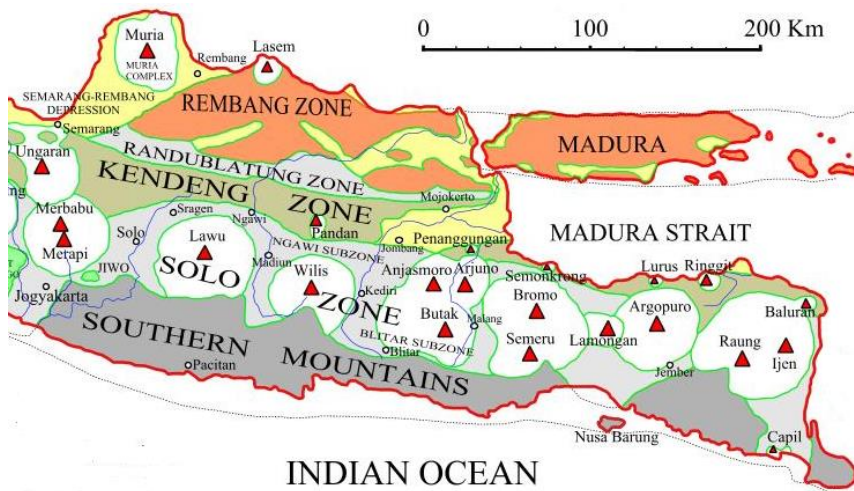 0 100 200 Km
Muria
MURIA
COMPLEX
Rembang
Lasem
SEMARANG-REMBANG
DEPRESSION
Semarang
REMBANG ZONE
MADURA
Ungaran
RANDUBLATUNG ZONE
KENDENG ZONE
Merbabu
Merapi
Sragen
Ngawi
Pandan
Mojokerto
Solo
Lawu
NGAWI SUBZONE
Jombang
Penanggungan
MADURA STRAIT
JIWO
Madiun
SOLO ZONE
Wilis
Kediri
Anjasmoro
Arjuno
Semonkrong
Lurus
Ringgit
Jogyakarta
Butak
Malang
Bromo
Argopuro
Baluran
BLITAR SUBZONE
Blitar
Semeru
Lamongan
Raung
Ijen
SOUTHERN MOUNTAINS
Pacitan
Jember
Nusa Barung
Capil
INDIAN OCEAN